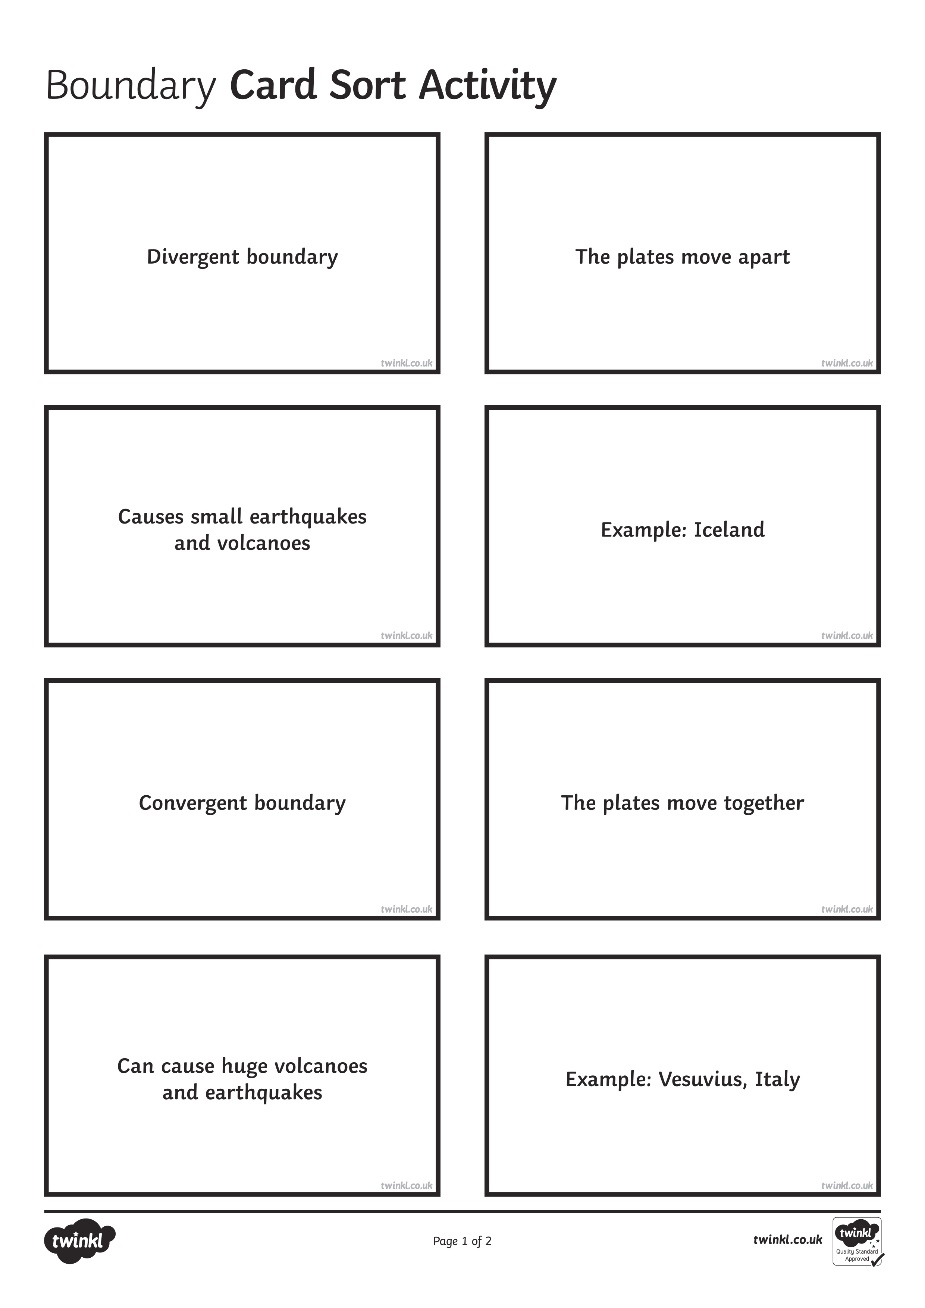 Boundary Card Sort Activity
Divergent boundary
twinkl.co.uk
The plates move apart
twinkl.co.uk
Causes small earthquakes
and volcanoes
twinkl.co.uk
Example: Iceland
twinkl.co.uk
Convergent boundary
twinkl.co.uk
The plates move together
twinkl.co.uk
Can cause huge volcanoes
and earthquakes
twinkl.co.uk
Example: Vesuvius, Italy
twinkl.co.uk
twinkl
Page 1 of 2
twinkl.co.uk
twinkl
Quality Standard
Approved